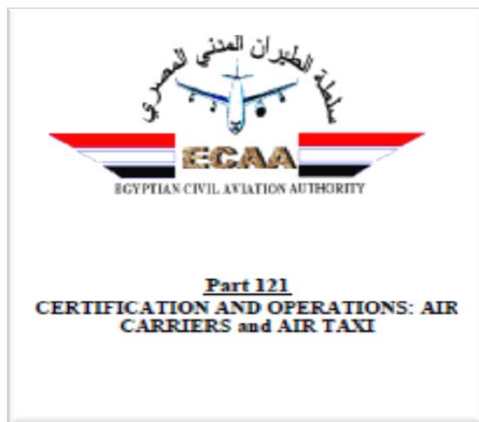 سلطة الطيران المدني المصري
ECAA
EGYPTIAN CIVIL AVIATION AUTHORITY
Part 121
CERTIFICATION AND OPERATIONS: AIR
CARRIERS and AIR TAXI